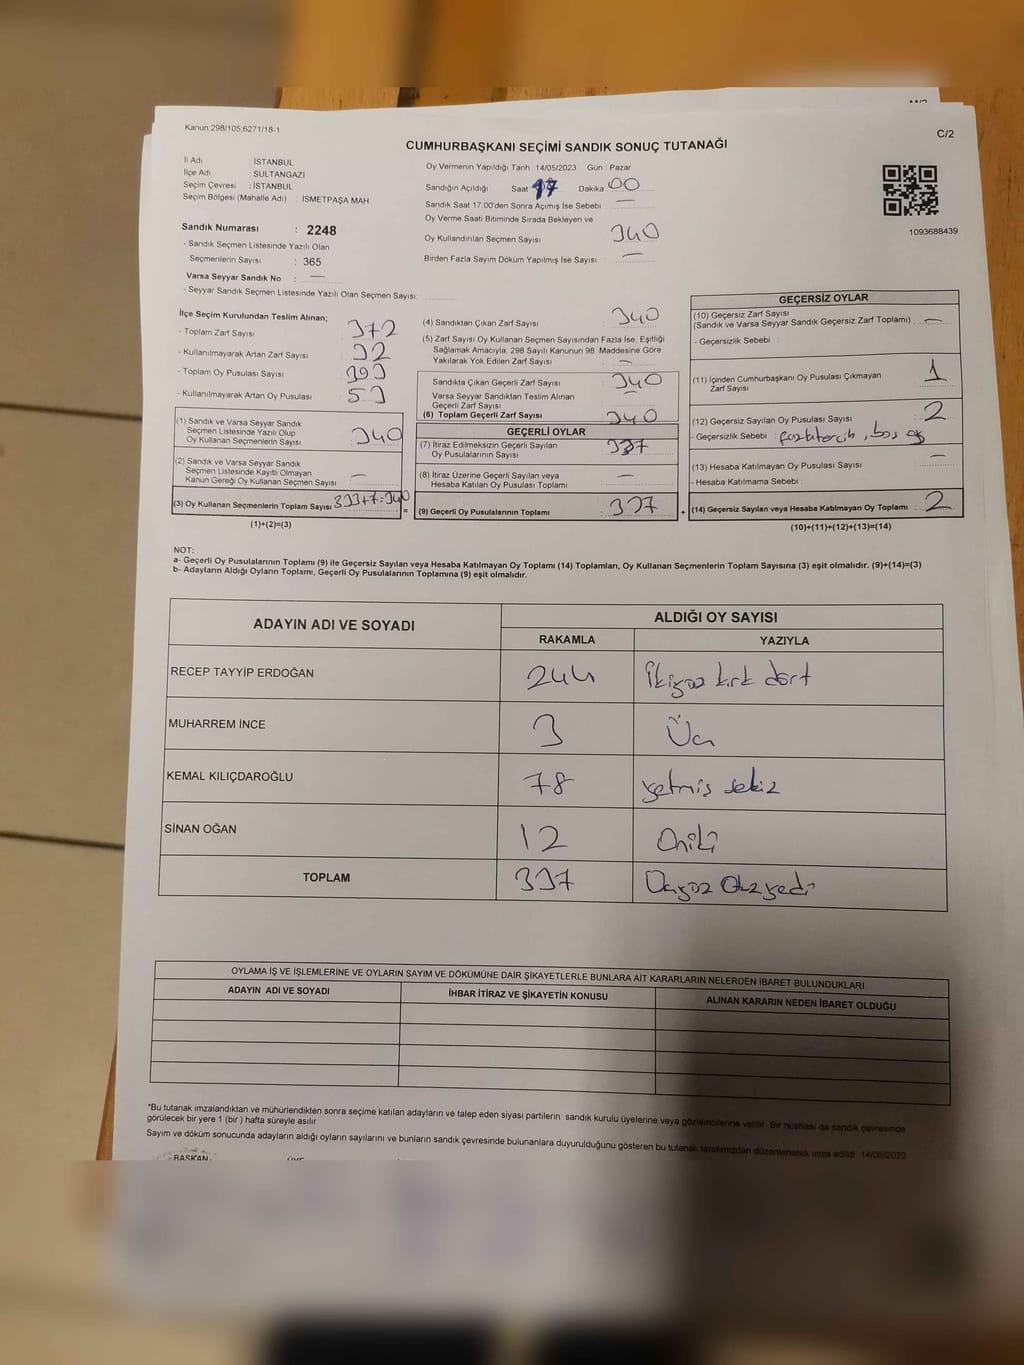 Kanun:298/105;6271/18-1
C/2
CUMHURBAŞKANI SEÇİMİ SANDIK SONUÇ TUTANAĞI
İl Adı : İSTANBUL
İlçe Adı : SULTANGAZİ
Seçim Çevresi : İSTANBUL
Seçim Bölgesi (Mahalle Adı) : İSMETPAŞA MAH
Sandık Numarası : 2248
- Sandık Seçmen Listesinde Yazılı Olan
Seçmenlerin Sayısı : 365
Varsa Seyyar Sandık No : —
- Seyyar Sandık Seçmen Listesinde Yazılı Olan Seçmen Sayısı:
Oy Vermenin Yapıldığı Tarih 14/05/2023 Gün : Pazar
Sandığın Açıldığı Saat 17 Dakika 00
Sandık Saat 17.00'den Sonra Açımış İse Sebebi : —
Oy Verme Saati Bitiminde Sırada Bekleyen ve
Oy Kullandırılan Seçmen Sayısı 340
Birden Fazla Sayım Döküm Yapılmış İse Sayısı : —
1093688439
İlçe Seçim Kurulundan Teslim Alınan;
- Toplam Zarf Sayısı 372
- Kullanılmayarak Artan Zarf Sayısı 32
- Toplam Oy Pusulası Sayısı 393
- Kullanılmayarak Artan Oy Pusulası 53
(1) Sandık ve Varsa Seyyar Sandık
Seçmen Listesinde Yazılı Olup
Oy Kullanan Seçmenlerin Sayısı 340
(2) Sandık ve Varsa Seyyar Sandık
Seçmen Listesinde Kayıtlı Olmayan
Kanun Gereği Oy Kullanan Seçmen Sayısı —
(3) Oy Kullanan Seçmenlerin Toplam Sayısı 333+7=340
(1)+(2)=(3)
(4) Sandıktan Çıkan Zarf Sayısı 340
(5) Zarf Sayısı Oy Kullanan Seçmen Sayısından Fazla İse, Eşitliği
Sağlamak Amacıyla, 298 Sayılı Kanunun 98. Maddesine Göre
Yakılarak Yok Edilen Zarf Sayısı —
Sandıkta Çıkan Geçerli Zarf Sayısı 340
Varsa Seyyar Sandıktan Teslim Alınan
Geçerli Zarf Sayısı —
(6) Toplam Geçerli Zarf Sayısı 340
GEÇERLİ OYLAR
(7) İtiraz Edilmeksizin Geçerli Sayılan
Oy Pusulalarının Sayısı 337
(8) İtiraz Üzerine Geçerli Sayılan veya
Hesaba Katılan Oy Pusulası Toplamı —
(9) Geçerli Oy Pusulalarının Toplamı 337
GEÇERSİZ OYLAR
(10) Geçersiz Zarf Sayısı
(Sandık ve Varsa Seyyar Sandık Geçersiz Zarf Toplamı) —
- Geçersizlik Sebebi :
(11) İçinden Cumhurbaşkanı Oy Pusulası Çıkmayan
Zarf Sayısı 1
(12) Geçersiz Sayılan Oy Pusulası Sayısı 2
- Geçersizlik Sebebi : fazla tercih, boş oy
(13) Hesaba Katılmayan Oy Pusulası Sayısı —
- Hesaba Katılmama Sebebi :
(14) Geçersiz Sayılan veya Hesaba Katılmayan Oy Toplamı 2
(10)+(11)+(12)+(13)=(14)
NOT:
a- Geçerli Oy Pusulalarının Toplamı (9) ile Geçersiz Sayılan veya Hesaba Katılmayan Oy Toplamı (14) Toplamları, Oy Kullanan Seçmenlerin Toplam Sayısına (3) eşit olmalıdır. (9)+(14)=(3)
b- Adayların Aldığı Oyların Toplamı, Geçerli Oy Pusulalarının Toplamına (9) eşit olmalıdır.
ADAYIN ADI VE SOYADI ALDIĞI OY SAYISI
RAKAMLA YAZIYLA
RECEP TAYYİP ERDOĞAN 244 İkiyüz kırk dört
MUHARREM İNCE 3 Üç
KEMAL KILIÇDAROĞLU 78 yetmiş sekiz
SİNAN OĞAN 12 Oniki
TOPLAM 337 Üçyüz Otuzyedi
OYLAMA İŞ VE İŞLEMLERİNE VE OYLARIN SAYIM VE DÖKÜMÜNE DAİR ŞİKAYETLERLE BUNLARA AİT KARARLARIN NELERDEN İBARET BULUNDUKLARI
ADAYIN ADI VE SOYADI İHBAR İTİRAZ VE ŞİKAYETİN KONUSU ALINAN KARARIN NEDEN İBARET OLDUĞU
*Bu tutanak imzalandıktan ve mühürlendikten sonra seçime katılan adayların ve talep eden siyasi partilerin sandık kurulu üyelerine veya gözlemcilerine verilir. Bir nüshası da sandık çevresinde
görülecek bir yere 1 (bir) hafta süreyle asılır.
Sayım ve döküm sonucunda adayların aldığı oyların sayılarını ve bunların sandık çevresinde bulunanlara duyurulduğunu gösteren bu tutanak tarafımızdan düzenlenerek imza edildi. 14/05/2023
BAŞKAN